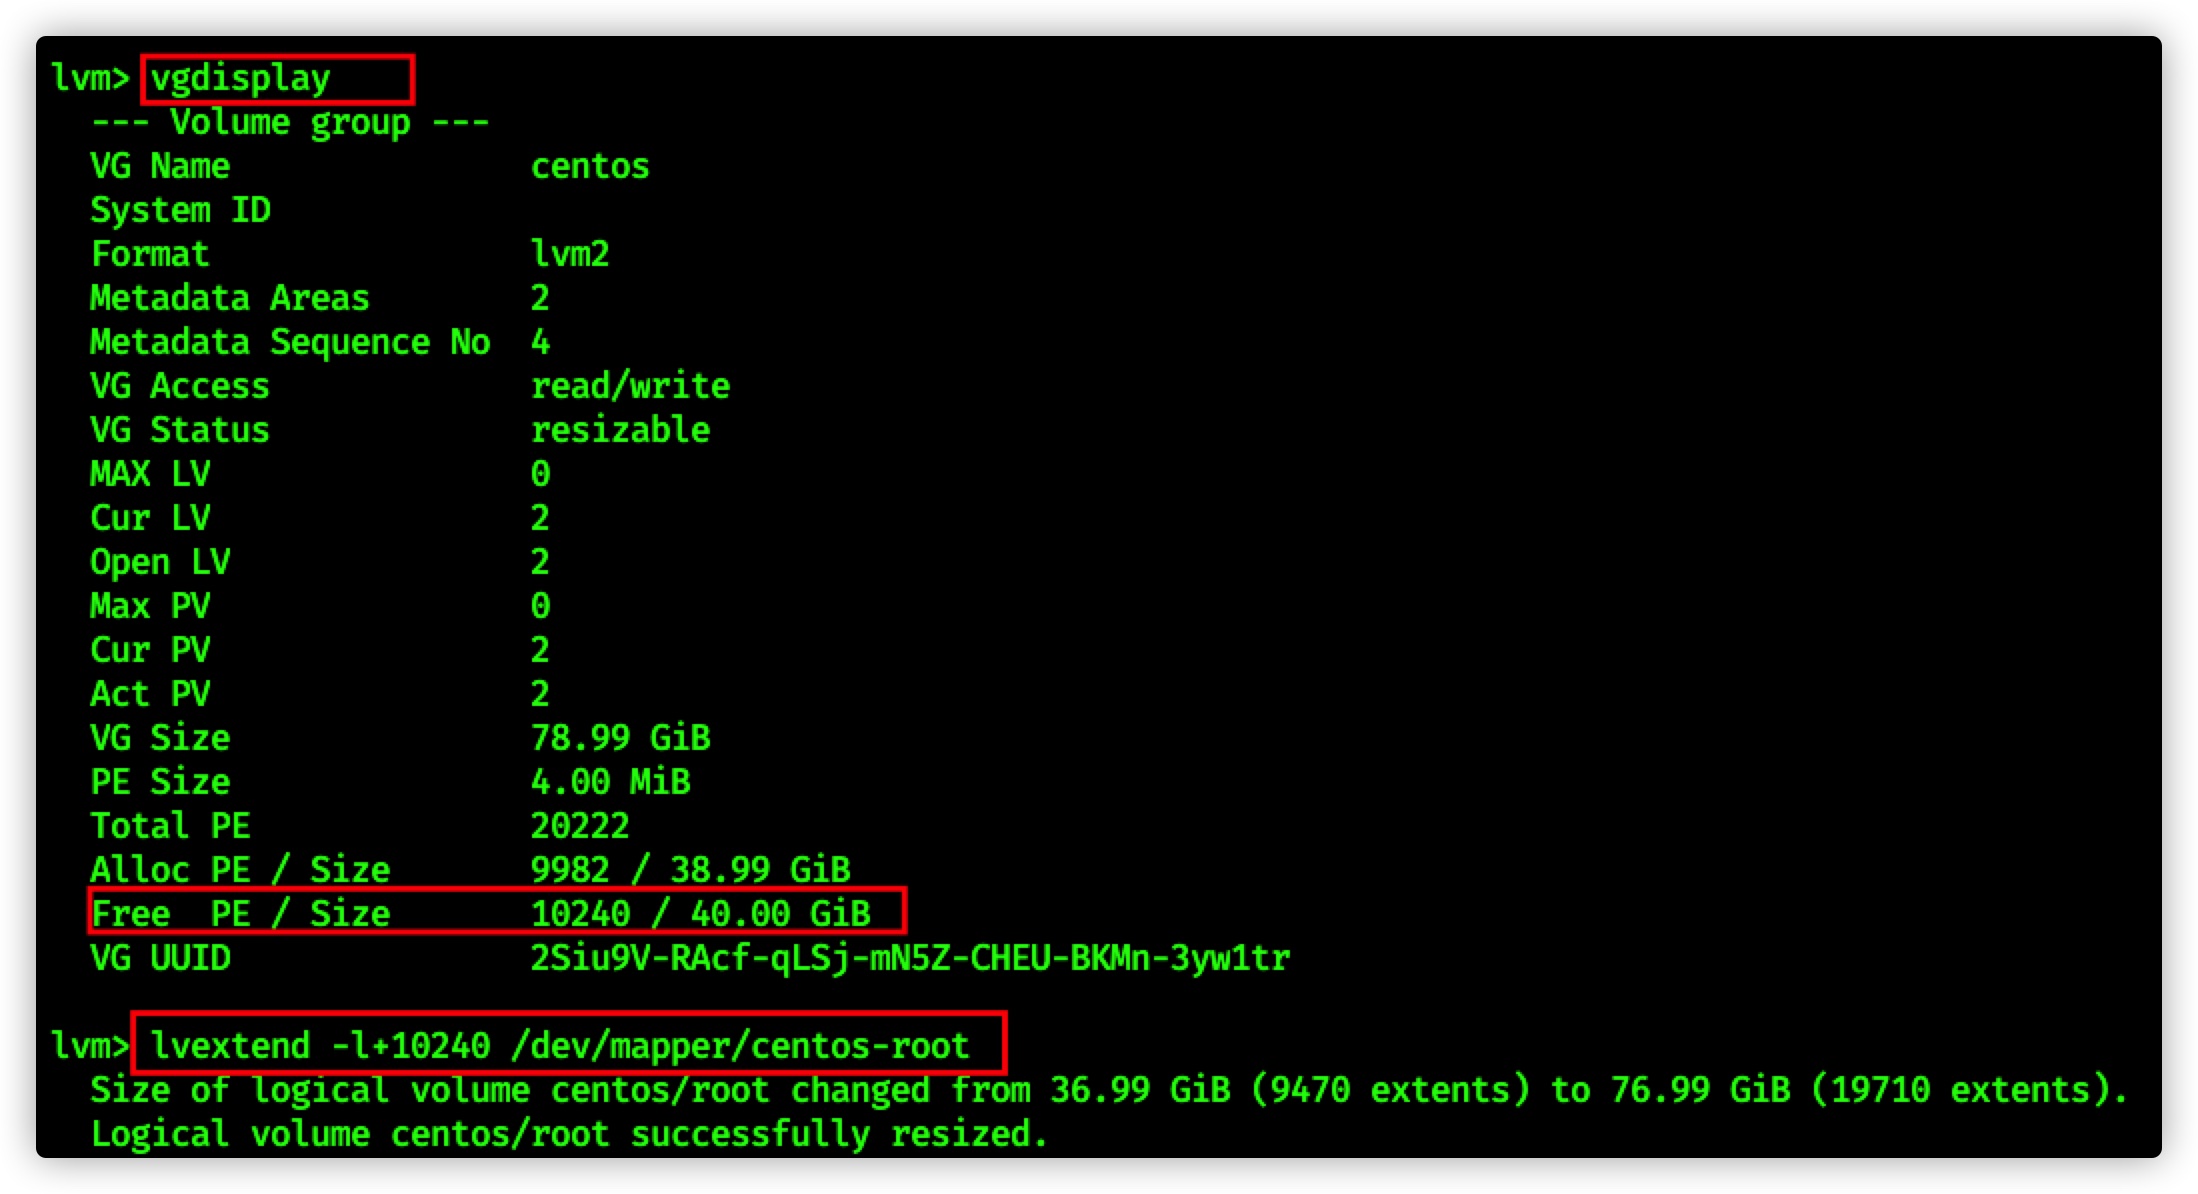 lvm> vgdisplay
--- Volume group ---
VG Name               centos
System ID
Format                lvm2
Metadata Areas        2
Metadata Sequence No  4
VG Access             read/write
VG Status             resizable
MAX LV                0
Cur LV                2
Open LV               2
Max PV                0
Cur PV                2
Act PV                2
VG Size               78.99 GiB
PE Size               4.00 MiB
Total PE              20222
Alloc PE / Size       9982 / 38.99 GiB
Free  PE / Size       10240 / 40.00 GiB
VG UUID               2Siu9V-RAcf-qLSj-mN5Z-CHEU-BKMn-3yw1tr
lvm> lvextend -l+10240 /dev/mapper/centos-root
Size of logical volume centos/root changed from 36.99 GiB (9470 extents) to 76.99 GiB (19710 extents).
Logical volume centos/root successfully resized.